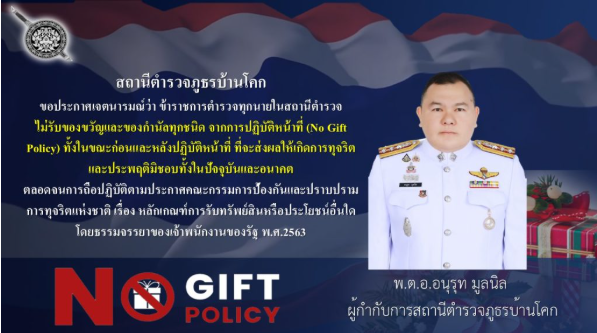 สถานีตำรวจภูธรบ้านโคก
ขอประกาศเจตนารมณ์ว่า ข้าราชการตำรวจทุกนายในสถานีตำรวจ
ไม่รับของขวัญและของกำนัลทุกชนิด จากการปฏิบัติหน้าที่ (No Gift
Policy) ทั้งในขณะก่อนและหลังปฏิบัติหน้าที่ ที่จะส่งผลให้เกิดการทุจริต
และประพฤติมิชอบทั้งในปัจจุบันและอนาคต
ตลอดจนการถือปฏิบัติตามประกาศคณะกรรมการป้องกันและปราบปราม
การทุจริตแห่งชาติ เรื่อง หลักเกณฑ์การรับทรัพย์สินหรือประโยชน์อื่นใด
โดยธรรมจรรยาของเจ้าพนักงานของรัฐ พ.ศ.2563
NO GIFT
POLICY
พ.ต.อ.อนุรุท มูลนิล
ผู้กำกับการสถานีตำรวจภูธรบ้านโคก